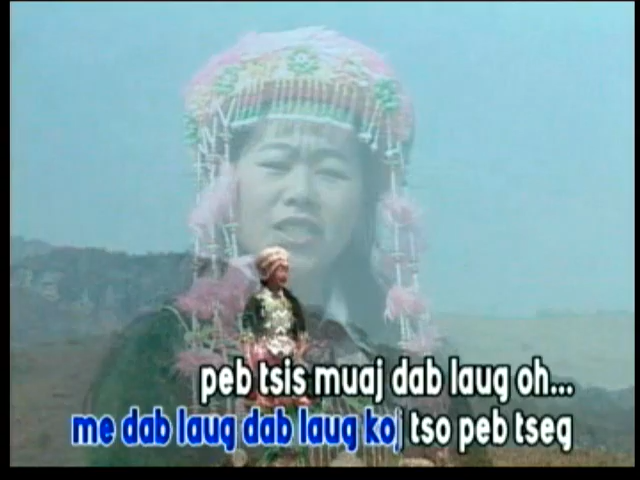 peb tsis muaj dab laug oh...
me dab laug dab laug koj tso peb tseg